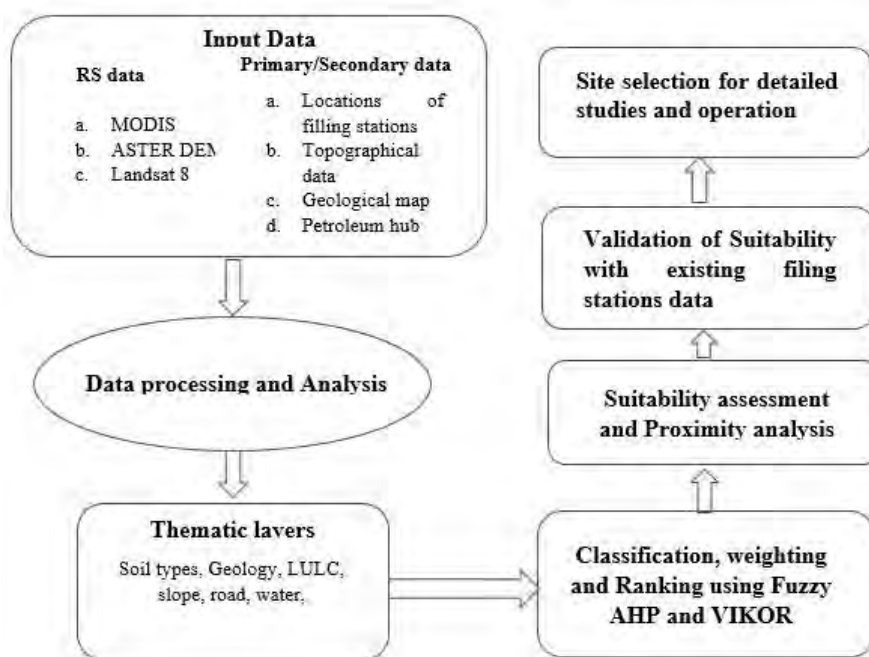 Input Data
RS data
a. MODIS
b. ASTER DEM
c. Landsat 8
Primary/Secondary data
a. Locations of
filling stations
b. Topographical
data
c. Geological map
d. Petroleum hub
Data processing and Analysis
Thematic layers
Soil types, Geology, LULC,
slope, road, water,
Classification, weighting
and Ranking using Fuzzy
AHP and VIKOR
Suitability assessment
and Proximity analysis
Validation of Suitability
with existing filing
stations data
Site selection for detailed
studies and operation